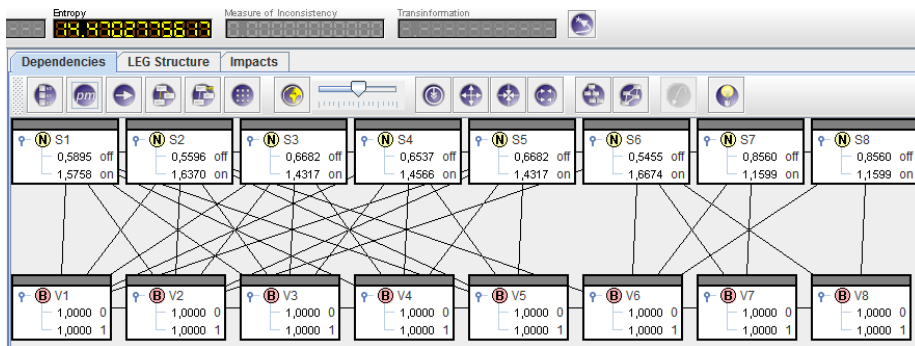 Entropy Measure of Inconsistency Transinformation
14.4702775617 0.0000000000
Dependencies LEG Structure Impacts
pm
N S1 N S2 N S3 N S4 N S5 N S6 N S7 N S8
0,5895 off 0,5596 off 0,6682 off 0,6537 off 0,6682 off 0,5455 off 0,8560 off 0,8560 off
1,5758 on 1,6370 on 1,4317 on 1,4566 on 1,4317 on 1,6674 on 1,1599 on 1,1599 on
B V1 B V2 B V3 B V4 B V5 B V6 B V7 B V8
1,0000 0 1,0000 0 1,0000 0 1,0000 0 1,0000 0 1,0000 0 1,0000 0 1,0000 0
1,0000 1 1,0000 1 1,0000 1 1,0000 1 1,0000 1 1,0000 1 1,0000 1 1,0000 1